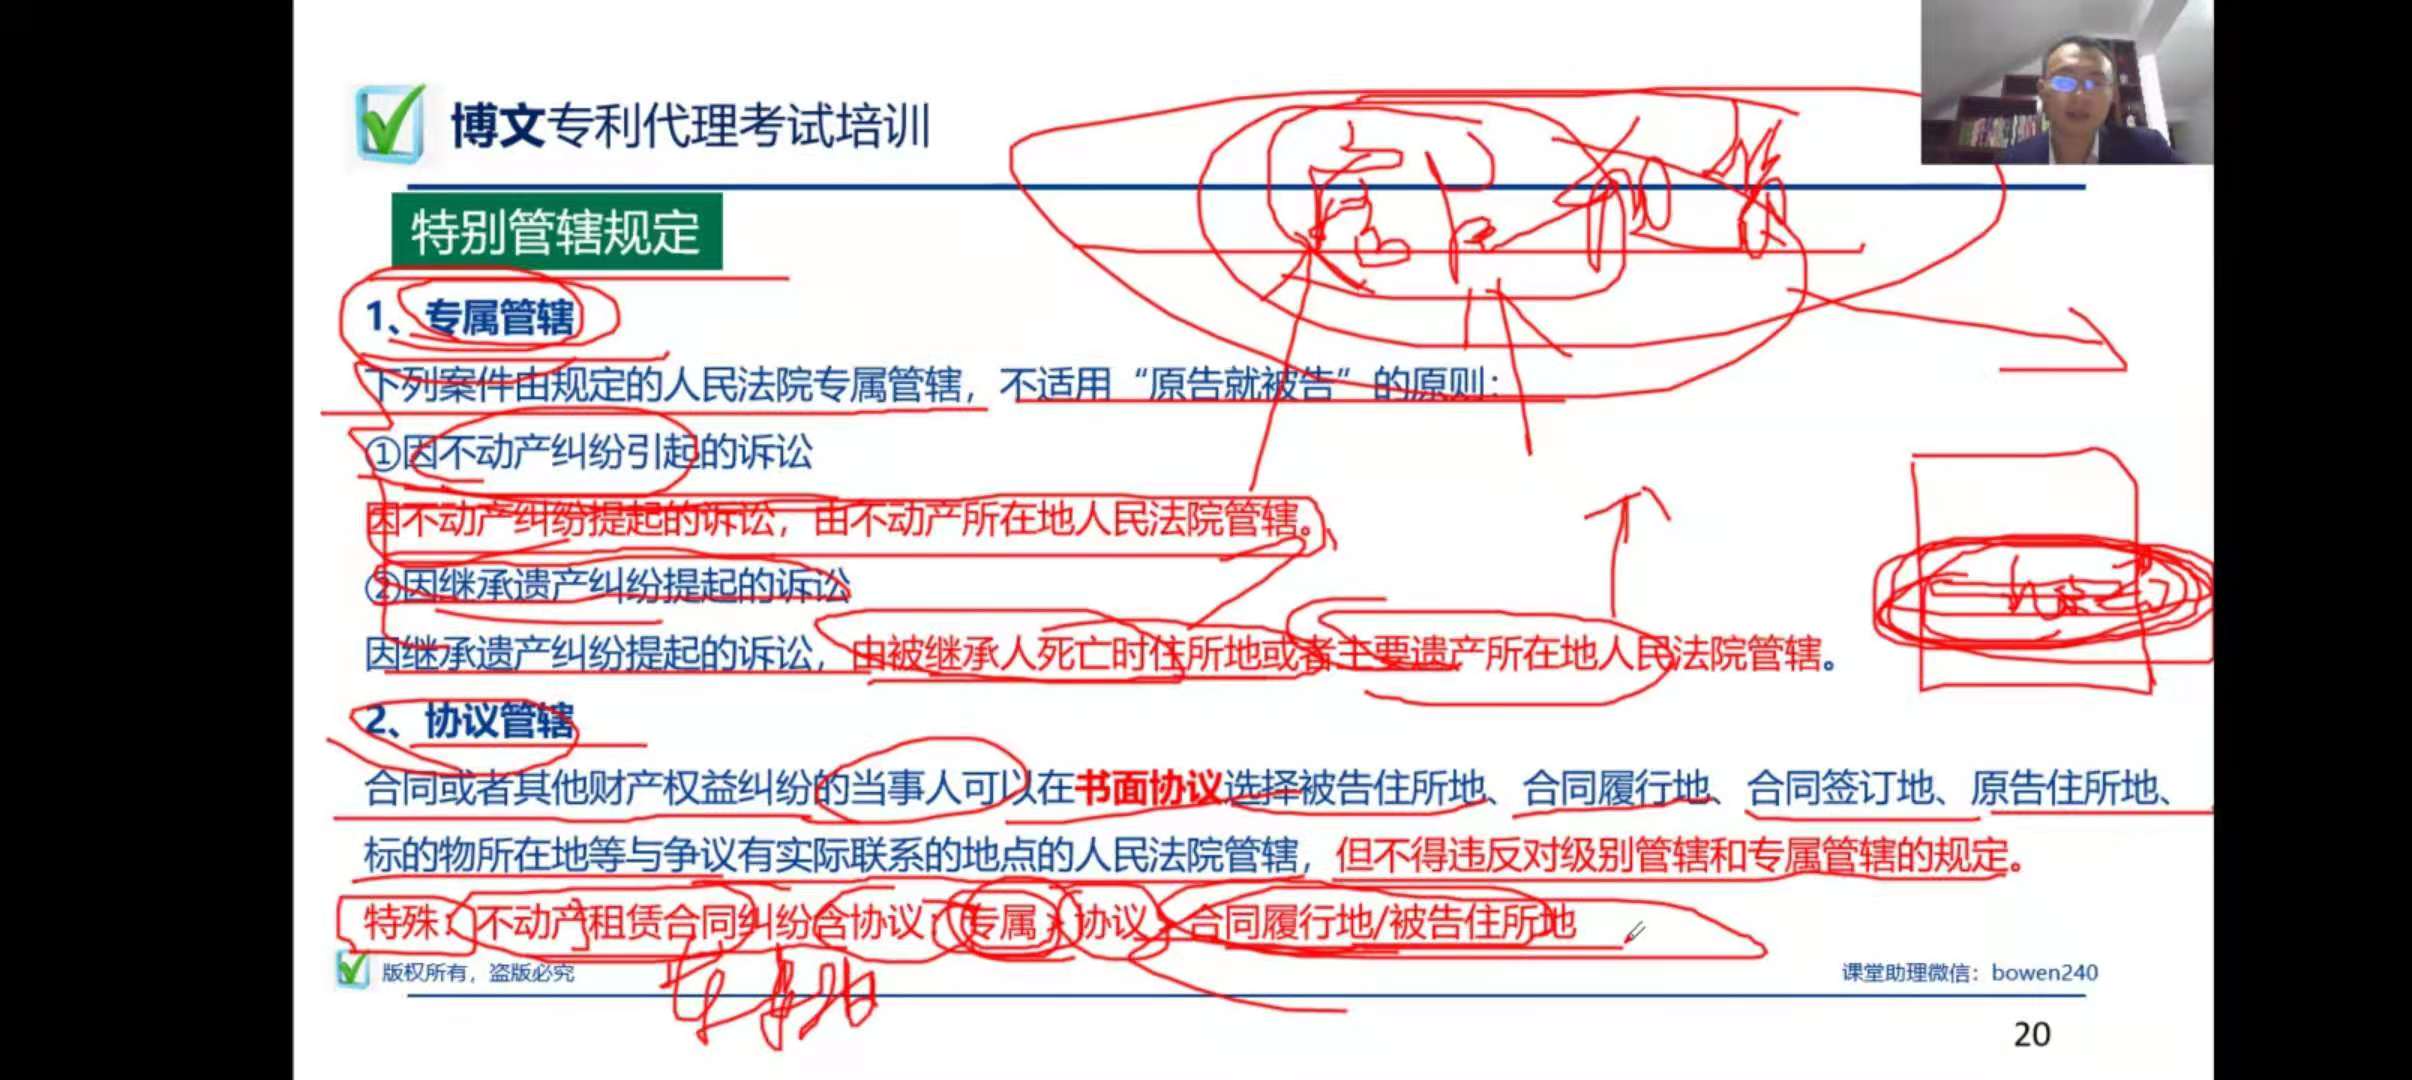 博文专利代理考试培训
特别管辖规定
1、专属管辖
下列案件由规定的人民法院专属管辖，不适用“原告就被告”的原则：
①因不动产纠纷引起的诉讼
因不动产纠纷提起的诉讼，由不动产所在地人民法院管辖。
②因继承遗产纠纷提起的诉讼
因继承遗产纠纷提起的诉讼，由被继承人死亡时住所地或者主要遗产所在地人民法院管辖。
2、协议管辖
合同或者其他财产权益纠纷的当事人可以在书面协议选择被告住所地、合同履行地、合同签订地、原告住所地、
标的物所在地等与争议有实际联系的地点的人民法院管辖，但不得违反对级别管辖和专属管辖的规定。
特殊：不动产租赁合同纠纷含协议：专属>协议>合同履行地/被告住所地
版权所有，盗版必究
课堂助理微信：bowen240
20